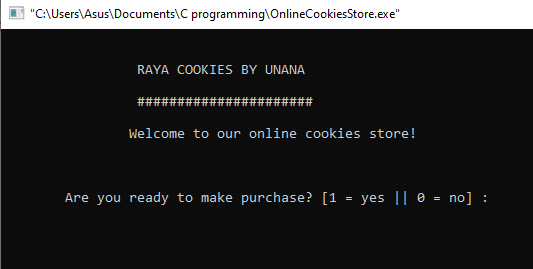 "C:\Users\Asus\Documents\C programming\OnlineCookiesStore.exe"
RAYA COOKIES BY UNANA
######################
Welcome to our online cookies store!
Are you ready to make purchase? [1 = yes || 0 = no] :